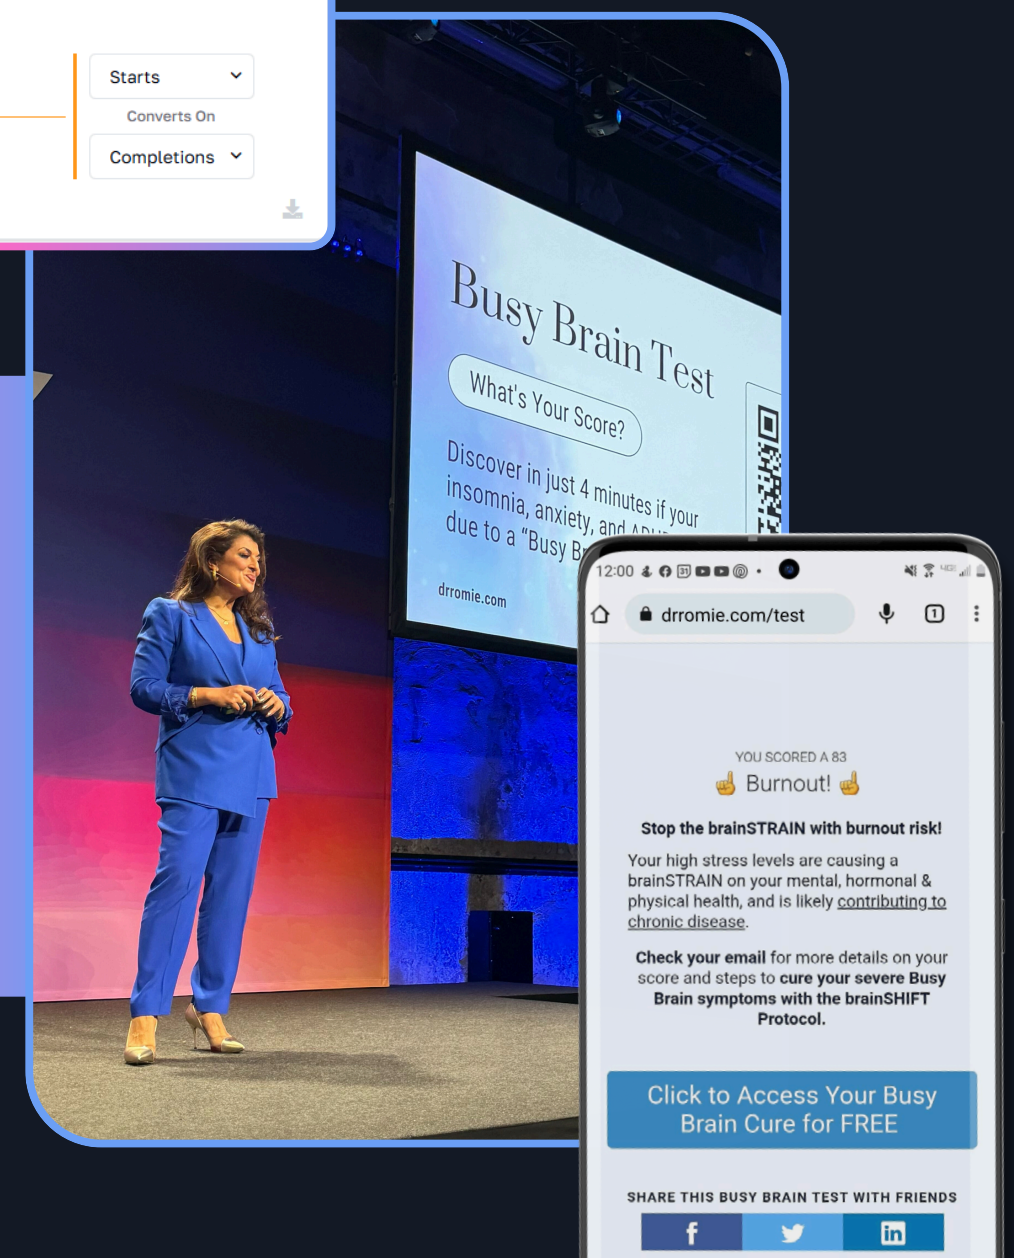 Starts
Converts On
Completions
Busy Brain Test
What's Your Score?
Discover in just 4 minutes if your
insomnia, anxiety, and
due to a “Busy
drromie.com
12:00
31
drromie.com/test
1
YOU SCORED A 83
☝ Burnout! ☝
Stop the brainSTRAIN with burnout risk!
Your high stress levels are causing a
brainSTRAIN on your mental, hormonal &
physical health, and is likely contributing to
chronic disease.
Check your email for more details on your
score and steps to cure your severe Busy
Brain symptoms with the brainSHIFT
Protocol.
Click to Access Your Busy
Brain Cure for FREE
SHARE THIS BUSY BRAIN TEST WITH FRIENDS
f
in